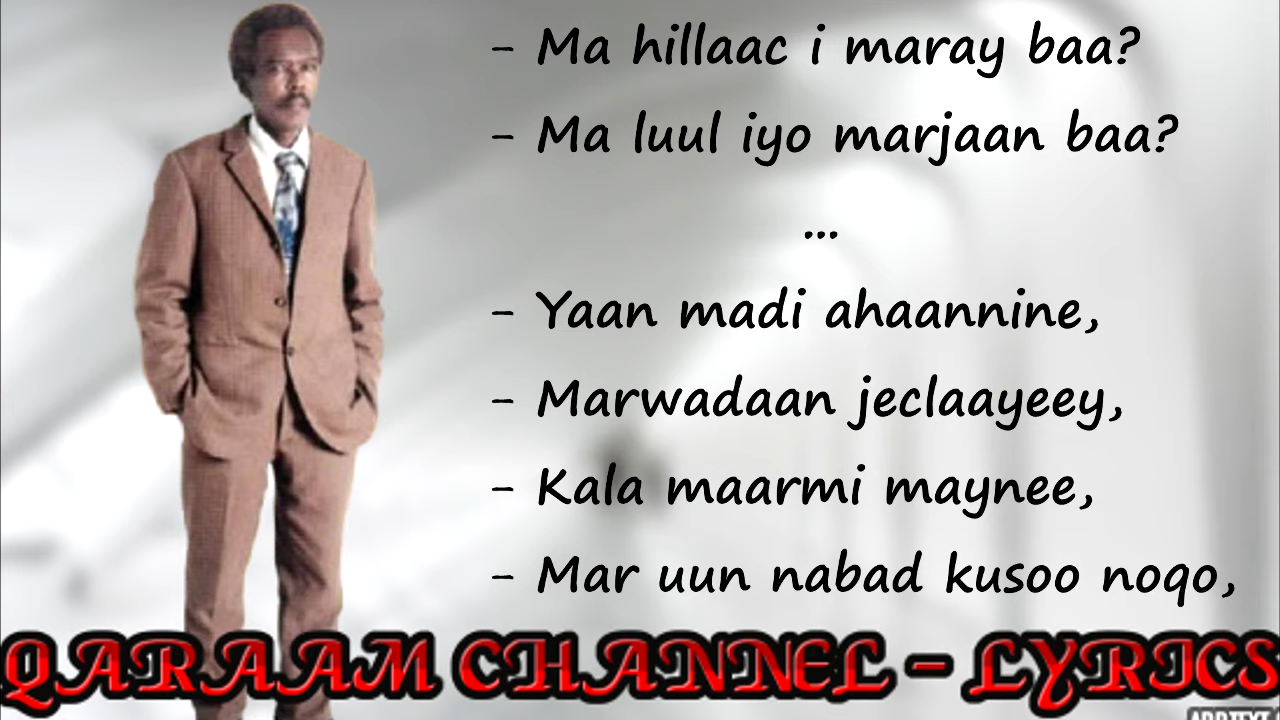 - Ma hillaac i maray baa?
- Ma luul iyo marjaan baa?
...
- Yaan madi ahaannine,
- Marwadaan jeclaayeey,
- Kala maarmi maynee,
- Mar uun nabad kusoo noqo,
QARAAM CHANNEL - LYRICS